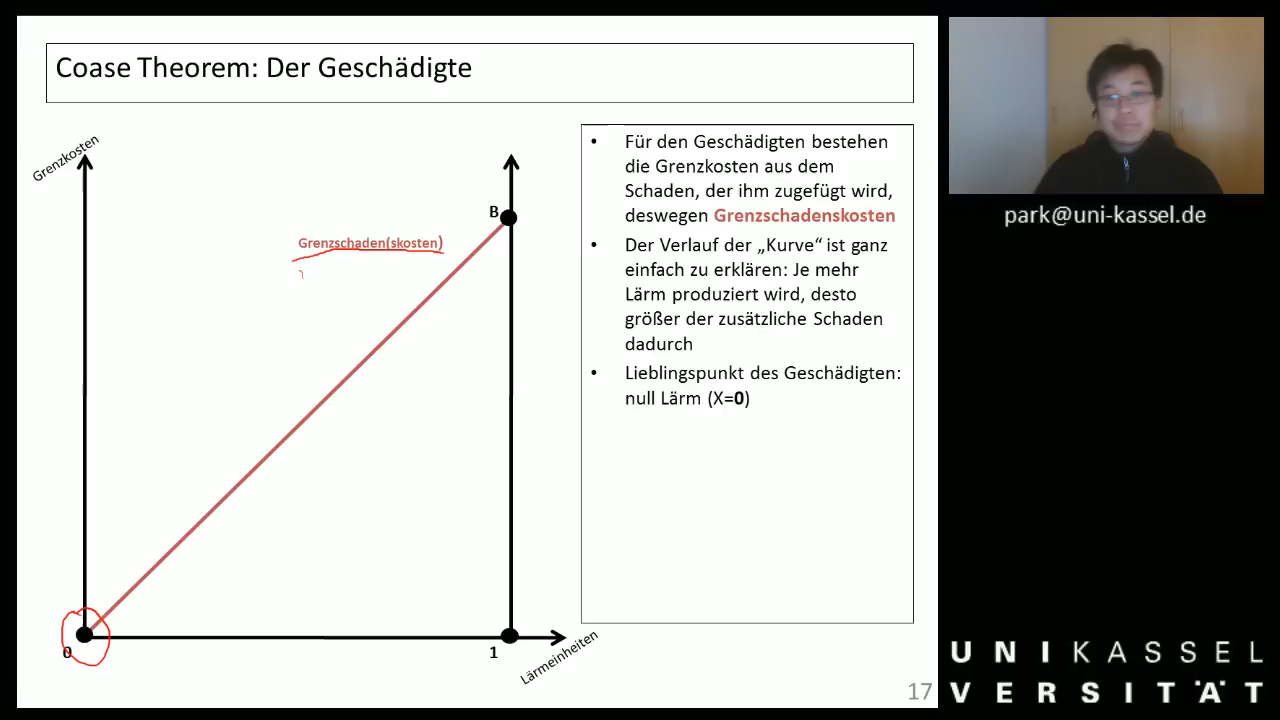 Coase Theorem: Der Geschädigte
Grenzkosten
B
Grenzschaden(skosten)
0
1
Lärmeinheiten
• Für den Geschädigten bestehen
die Grenzkosten aus dem
Schaden, der ihm zugefügt wird,
deswegen Grenzschadenskosten
• Der Verlauf der „Kurve“ ist ganz
einfach zu erklären: Je mehr
Lärm produziert wird, desto
größer der zusätzliche Schaden
dadurch
• Lieblingspunkt des Geschädigten:
null Lärm (X=0)
17
park@uni-kassel.de
UNIKASSEL
VERSITÄT